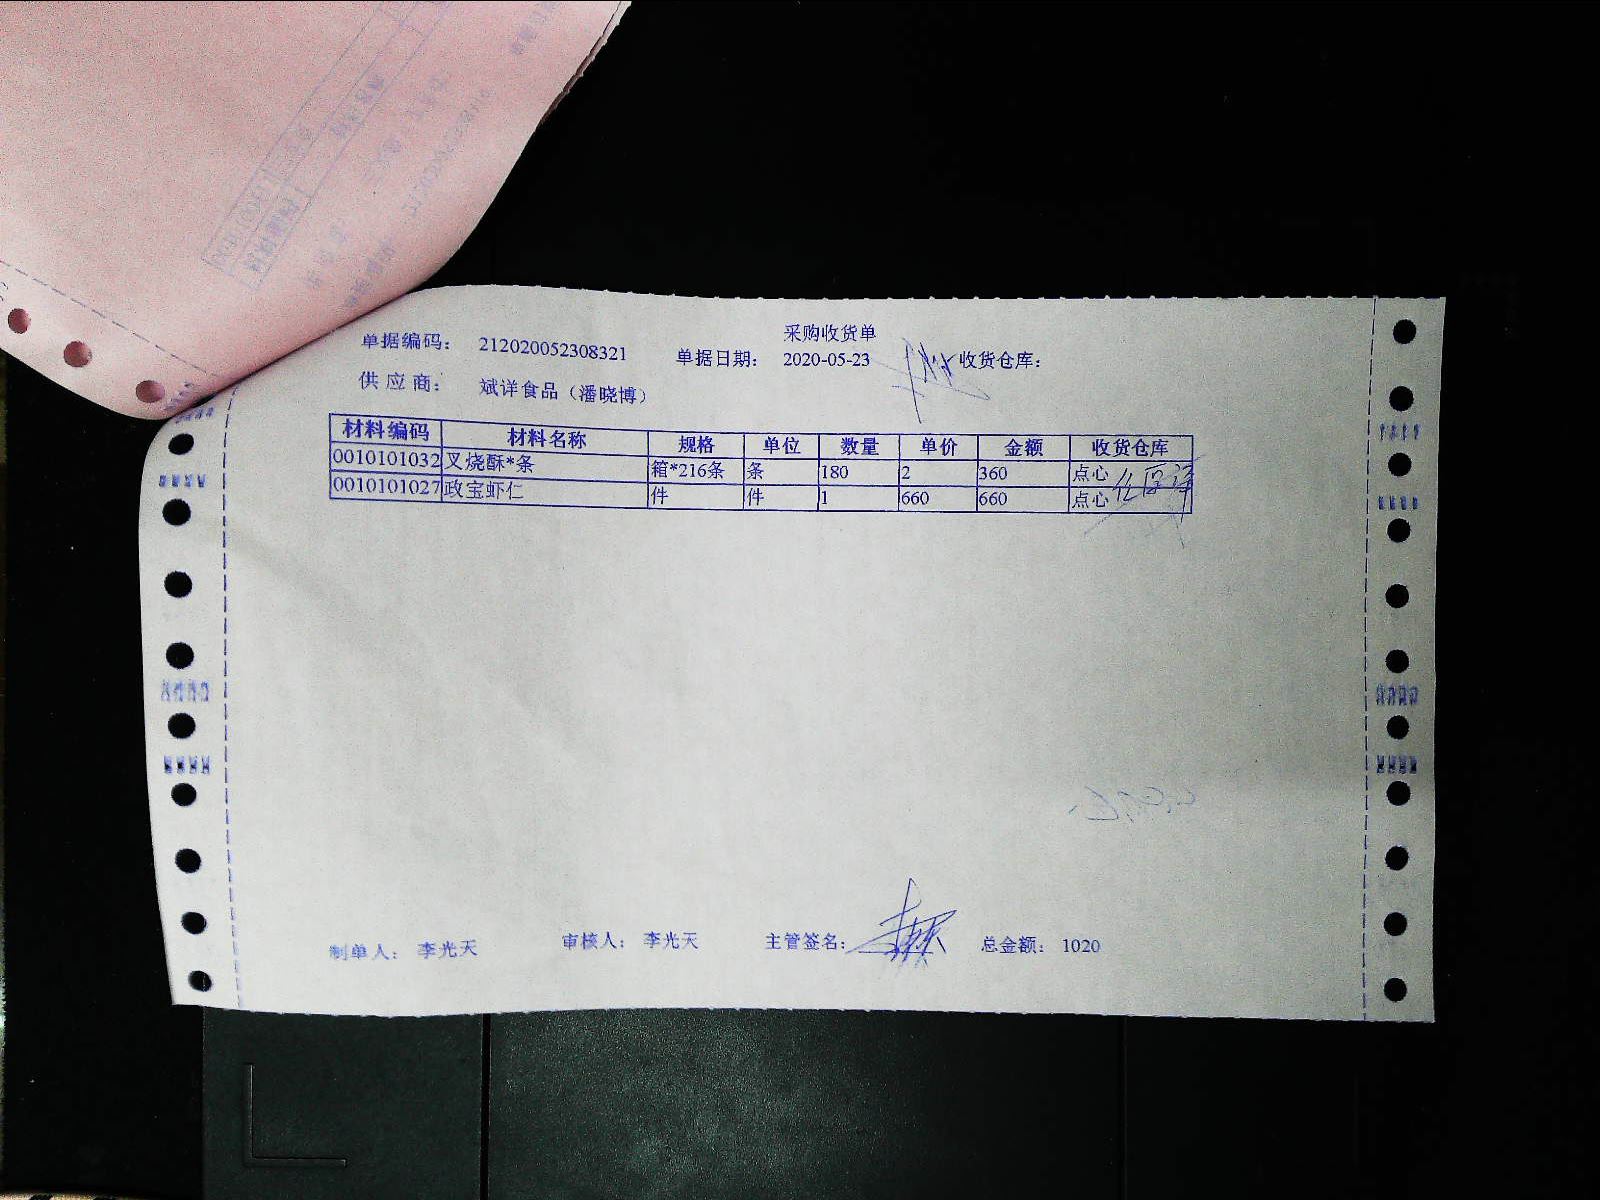 采购收货单
单据编码: 212020052308321 单据日期: 2020-05-23 收货仓库:
供应商: 斌详食品（潘晓博）
材料编码 材料名称 规格 单位 数量 单价 金额 收货仓库
0010101032 叉烧酥*条 箱*216条 条 180 2 360 点心
0010101027 政宝虾仁 件 件 1 660 660 点心
制单人: 李光天 审核人: 李光天 主管签名: 总金额: 1020